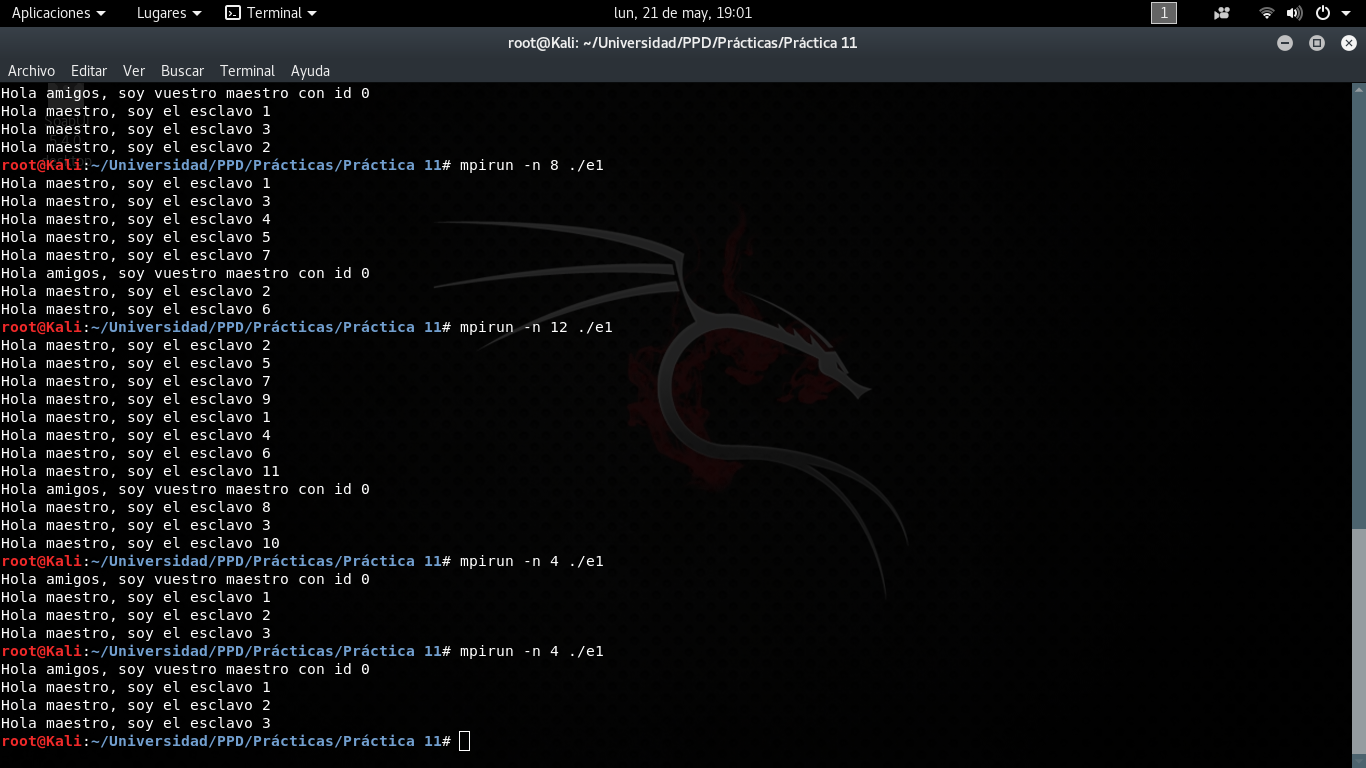 Aplicaciones Lugares Terminal lun, 21 de may, 19:01 1
root@Kali: ~/Universidad/PPD/Prácticas/Práctica 11
Archivo Editar Ver Buscar Terminal Ayuda
Hola amigos, soy vuestro maestro con id 0
Hola maestro, soy el esclavo 1
Hola maestro, soy el esclavo 3
Hola maestro, soy el esclavo 2
root@Kali:~/Universidad/PPD/Prácticas/Práctica 11# mpirun -n 8 ./e1
Hola maestro, soy el esclavo 1
Hola maestro, soy el esclavo 3
Hola maestro, soy el esclavo 4
Hola maestro, soy el esclavo 5
Hola maestro, soy el esclavo 7
Hola amigos, soy vuestro maestro con id 0
Hola maestro, soy el esclavo 2
Hola maestro, soy el esclavo 6
root@Kali:~/Universidad/PPD/Prácticas/Práctica 11# mpirun -n 12 ./e1
Hola maestro, soy el esclavo 2
Hola maestro, soy el esclavo 5
Hola maestro, soy el esclavo 7
Hola maestro, soy el esclavo 9
Hola maestro, soy el esclavo 1
Hola maestro, soy el esclavo 4
Hola maestro, soy el esclavo 6
Hola maestro, soy el esclavo 11
Hola amigos, soy vuestro maestro con id 0
Hola maestro, soy el esclavo 8
Hola maestro, soy el esclavo 3
Hola maestro, soy el esclavo 10
root@Kali:~/Universidad/PPD/Prácticas/Práctica 11# mpirun -n 4 ./e1
Hola amigos, soy vuestro maestro con id 0
Hola maestro, soy el esclavo 1
Hola maestro, soy el esclavo 2
Hola maestro, soy el esclavo 3
root@Kali:~/Universidad/PPD/Prácticas/Práctica 11# mpirun -n 4 ./e1
Hola amigos, soy vuestro maestro con id 0
Hola maestro, soy el esclavo 1
Hola maestro, soy el esclavo 2
Hola maestro, soy el esclavo 3
root@Kali:~/Universidad/PPD/Prácticas/Práctica 11#